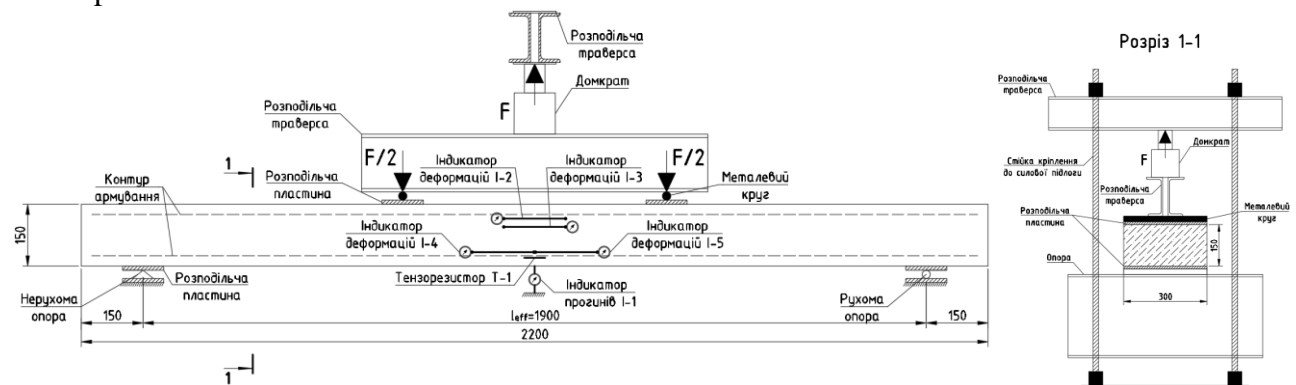 Розподільча
траверса
Домкрат
F
Розподільча
траверса
F/2
F/2
Індикатор
деформацій І-2
Індикатор
деформацій І-3
1
Розподільча
пластина
Металевий
круг
Контур
армування
150
Індикатор
деформацій І-4
Індикатор
деформацій І-5
Розподільча
пластина
Тензорезистор Т-1
Індикатор
прогинів І-1
Нерухома
опора
Рухома
опора
150
leff=1900
150
2200
1
Розріз 1-1
Розподільча
траверса
Стійка кріплення
до силової підлоги
F
Домкрат
Розподільча
траверса
Розподільча
пластина
Металевий
круг
150
Опора
300